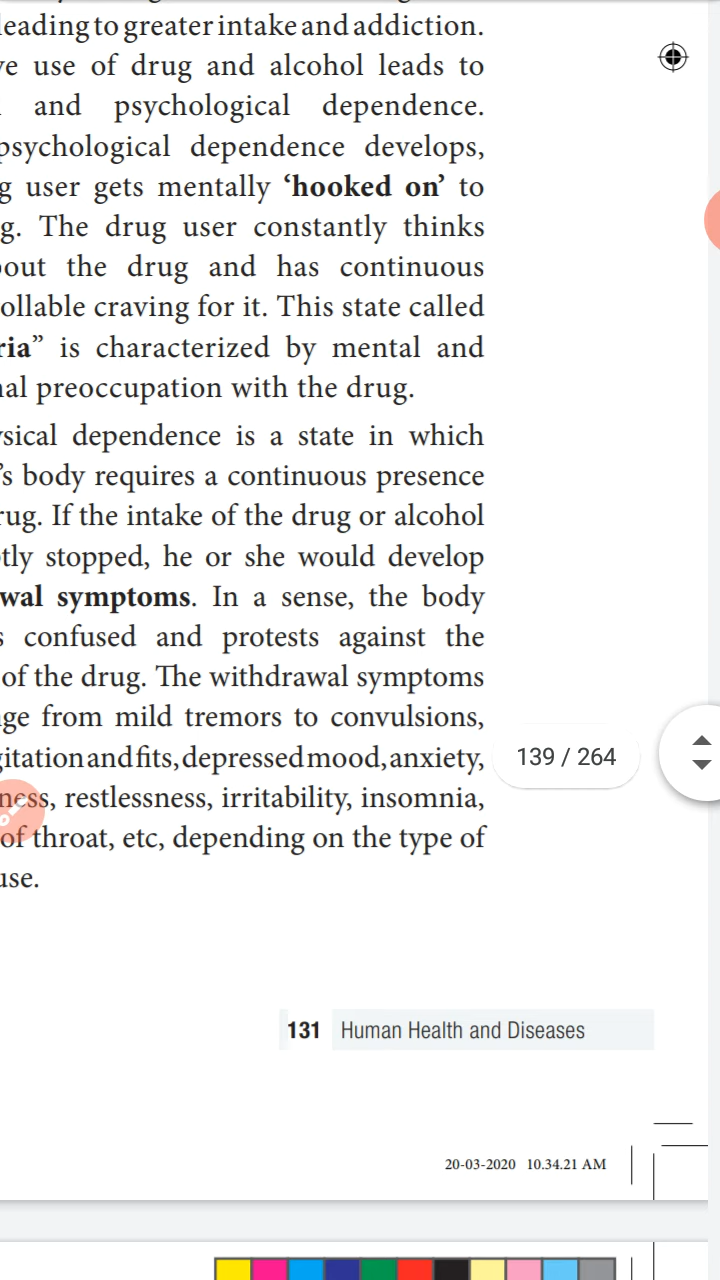 leading to greater intake and addiction.
ve use of drug and alcohol leads to
and psychological dependence.
psychological dependence develops,
g user gets mentally ‘hooked on’ to
g. The drug user constantly thinks
out the drug and has continuous
ollable craving for it. This state called
ria” is characterized by mental and
nal preoccupation with the drug.
ysical dependence is a state in which
’s body requires a continuous presence
rug. If the intake of the drug or alcohol
tly stopped, he or she would develop
wal symptoms. In a sense, the body
s confused and protests against the
of the drug. The withdrawal symptoms
nge from mild tremors to convulsions,
gitation and fits, depressed mood, anxiety,
139 / 264
ness, restlessness, irritability, insomnia,
of throat, etc, depending on the type of
use.
131 Human Health and Diseases
20-03-2020 10.34.21 AM